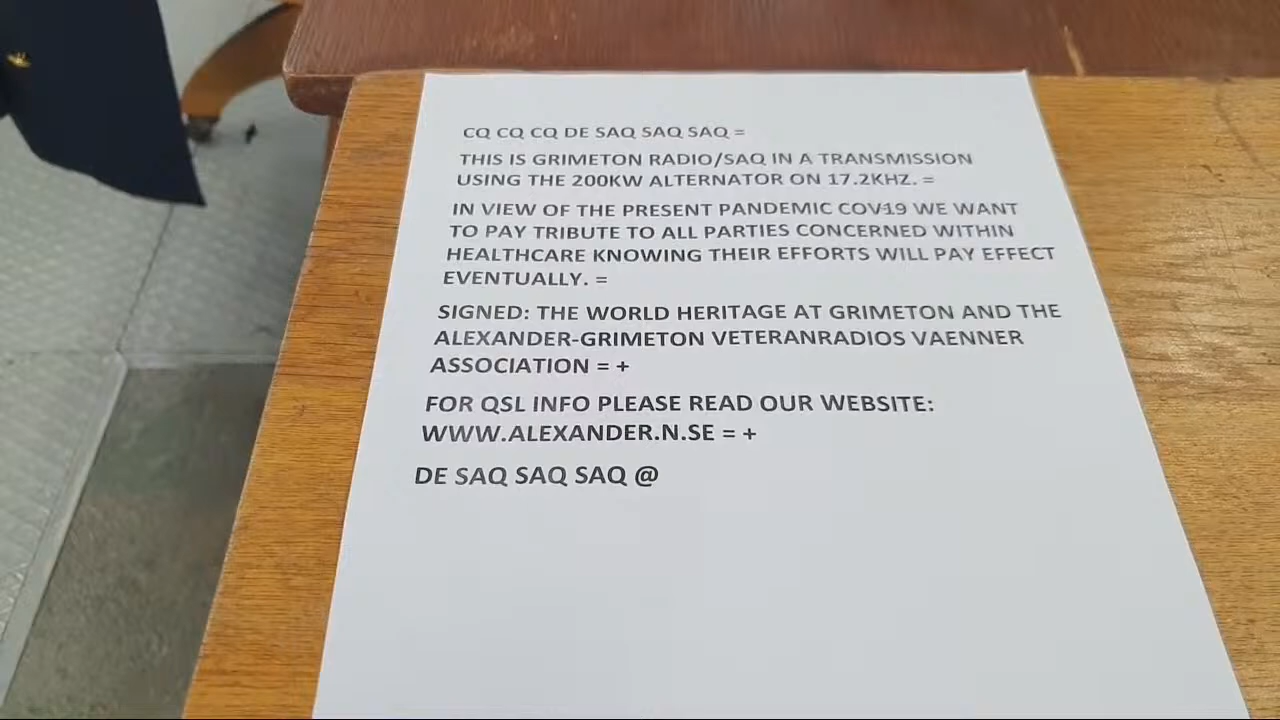 CQ CQ CQ DE SAQ SAQ SAQ =
THIS IS GRIMETON RADIO/SAQ IN A TRANSMISSION
USING THE 200KW ALTERNATOR ON 17.2KHZ. =
IN VIEW OF THE PRESENT PANDEMIC COV19 WE WANT
TO PAY TRIBUTE TO ALL PARTIES CONCERNED WITHIN
HEALTHCARE KNOWING THEIR EFFORTS WILL PAY EFFECT
EVENTUALLY. =
SIGNED: THE WORLD HERITAGE AT GRIMETON AND THE
ALEXANDER-GRIMETON VETERANRADIOS VAENNER
ASSOCIATION = +
FOR QSL INFO PLEASE READ OUR WEBSITE:
WWW.ALEXANDER.N.SE = +
DE SAQ SAQ SAQ @